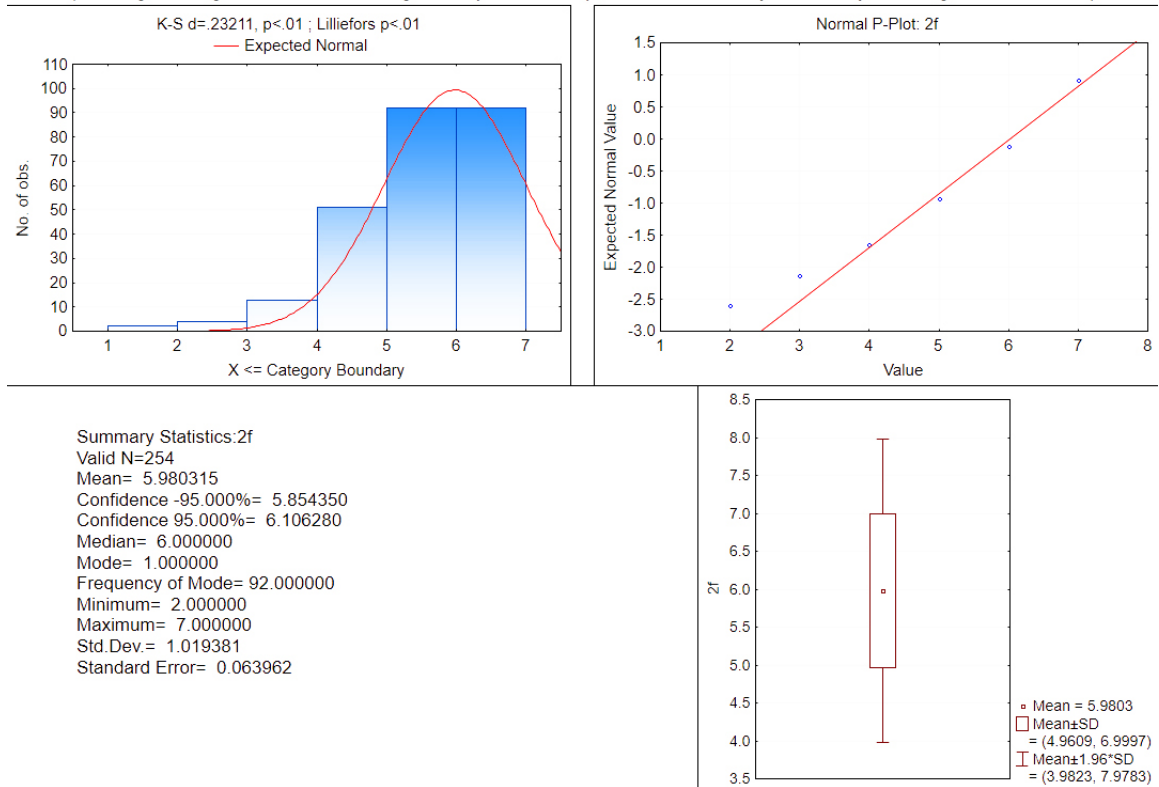 K-S d=.23211, p<.01 ; Lilliefors p<.01
Expected Normal
110
100
90
80
70
60
50
40
30
20
10
0
No. of obs.
1 2 3 4 5 6 7
X <= Category Boundary
Normal P-Plot: 2f
1.5
1.0
0.5
0.0
-0.5
-1.0
-1.5
-2.0
-2.5
-3.0
Expected Normal Value
1 2 3 4 5 6 7 8
Value
Summary Statistics:2f
Valid N=254
Mean= 5.980315
Confidence -95.000%= 5.854350
Confidence 95.000%= 6.106280
Median= 6.000000
Mode= 1.000000
Frequency of Mode= 92.000000
Minimum= 2.000000
Maximum= 7.000000
Std.Dev.= 1.019381
Standard Error= 0.063962
8.5
8.0
7.5
7.0
6.5
6.0
5.5
5.0
4.5
4.0
3.5
2f
Mean = 5.9803
Mean±SD
= (4.9609, 6.9997)
Mean±1.96*SD
= (3.9823, 7.9783)